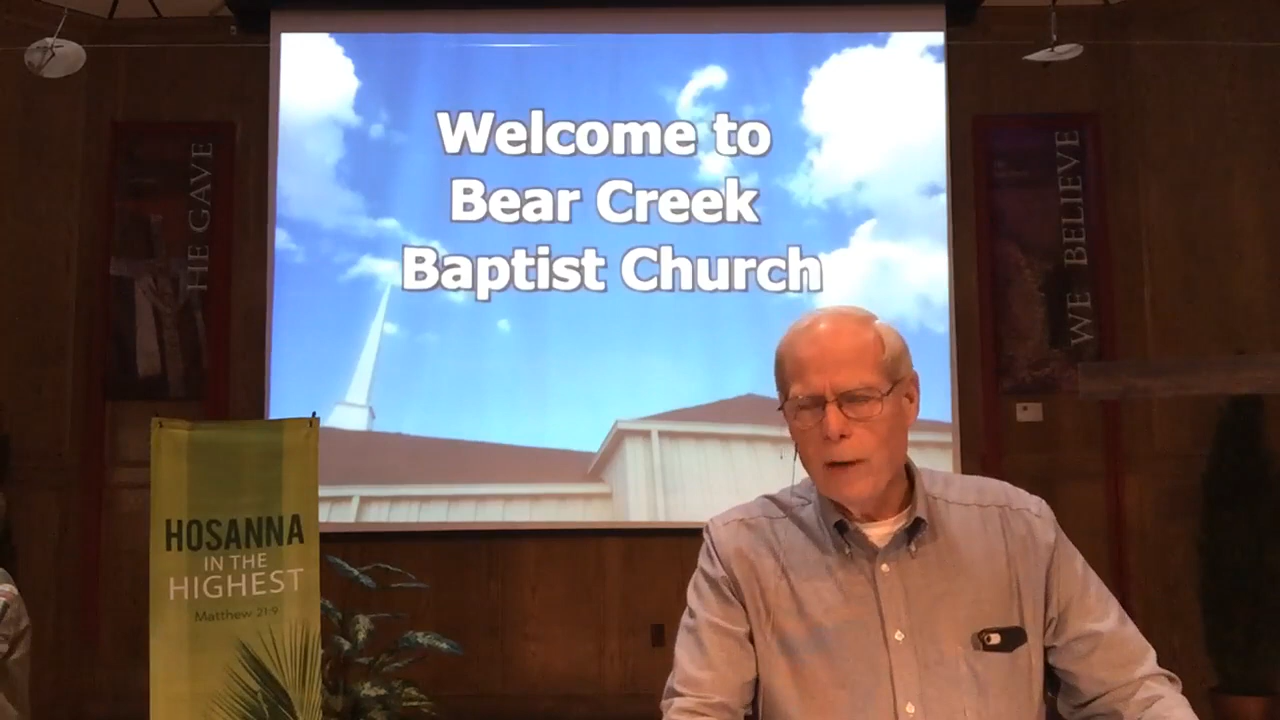 Welcome to
Bear Creek
Baptist Church
HE GAVE
WE BELIEVE
HOSANNA
IN THE
HIGHEST
Matthew 21:9